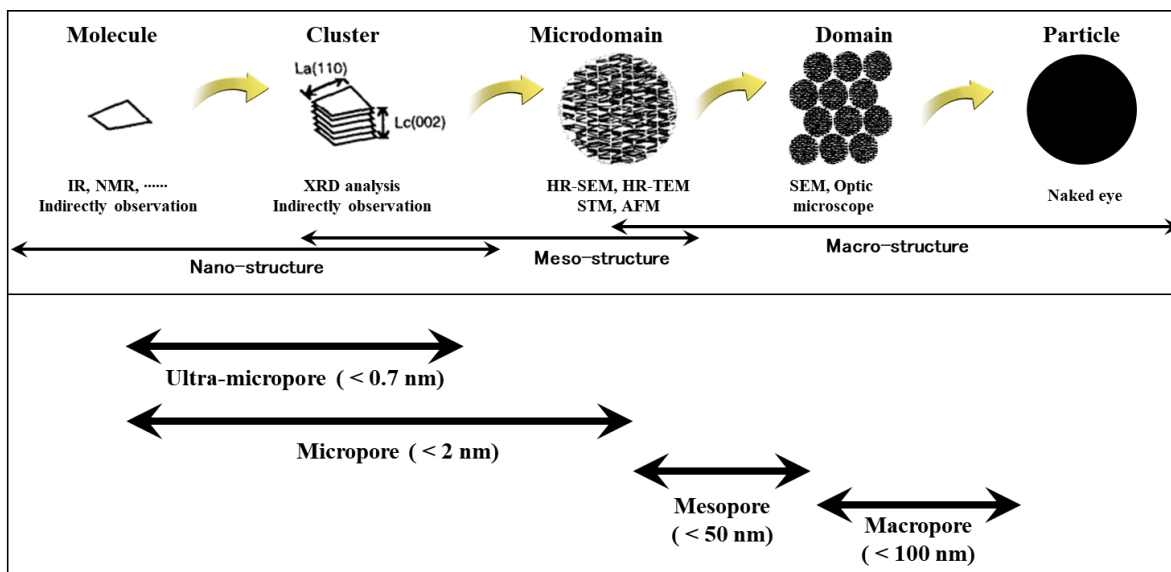 Molecule
Cluster
Microdomain
Domain
Particle
La(110)
Lc(002)
IR, NMR, ······
Indirectly observation
XRD analysis
Indirectly observation
HR-SEM, HR-TEM
STM, AFM
SEM, Optic
microscope
Naked eye
Nano-structure
Meso-structure
Macro-structure
Ultra-micropore ( < 0.7 nm)
Micropore ( < 2 nm)
Mesopore
( < 50 nm)
Macropore
( < 100 nm)